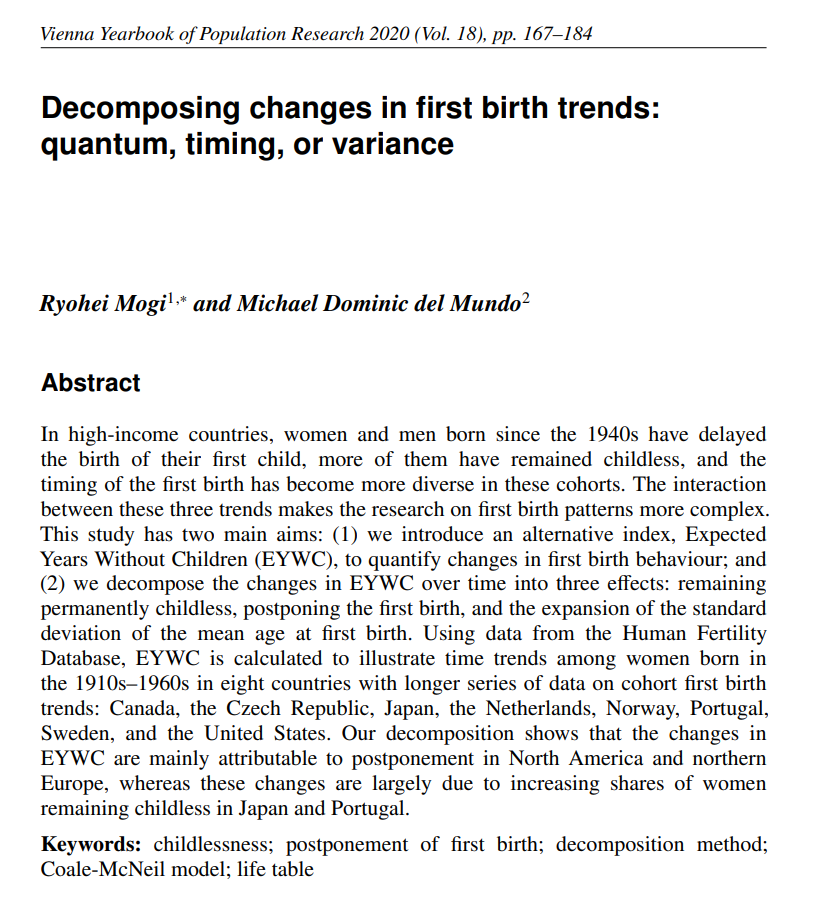 Vienna Yearbook of Population Research 2020 (Vol. 18), pp. 167–184
Decomposing changes in first birth trends:
quantum, timing, or variance
Ryohei Mogi1,∗ and Michael Dominic del Mundo2
Abstract
In high-income countries, women and men born since the 1940s have delayed
the birth of their first child, more of them have remained childless, and the
timing of the first birth has become more diverse in these cohorts. The interaction
between these three trends makes the research on first birth patterns more complex.
This study has two main aims: (1) we introduce an alternative index, Expected
Years Without Children (EYWC), to quantify changes in first birth behaviour; and
(2) we decompose the changes in EYWC over time into three effects: remaining
permanently childless, postponing the first birth, and the expansion of the standard
deviation of the mean age at first birth. Using data from the Human Fertility
Database, EYWC is calculated to illustrate time trends among women born in
the 1910s–1960s in eight countries with longer series of data on cohort first birth
trends: Canada, the Czech Republic, Japan, the Netherlands, Norway, Portugal,
Sweden, and the United States. Our decomposition shows that the changes in
EYWC are mainly attributable to postponement in North America and northern
Europe, whereas these changes are largely due to increasing shares of women
remaining childless in Japan and Portugal.
Keywords: childlessness; postponement of first birth; decomposition method;
Coale-McNeil model; life table